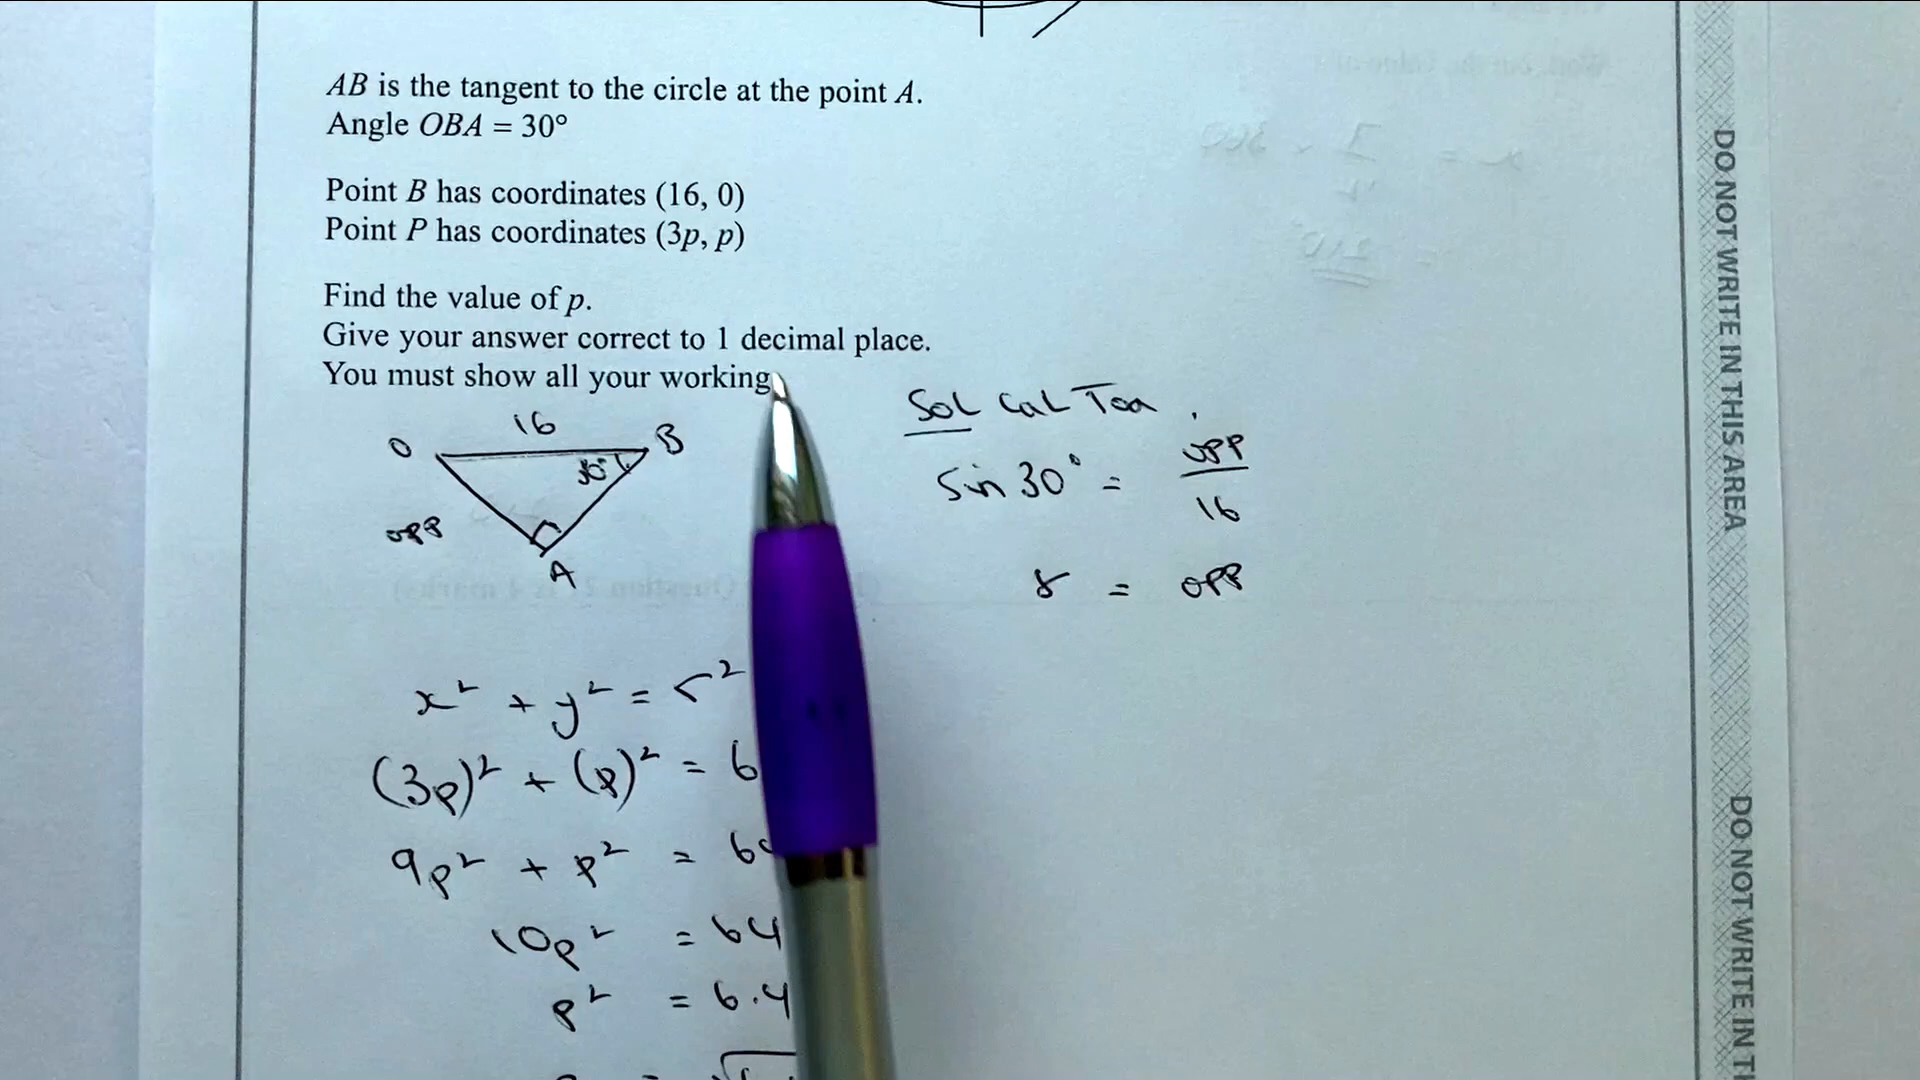 AB is the tangent to the circle at the point A.
Angle OBA = 30°
Point B has coordinates (16, 0)
Point P has coordinates (3p, p)
Find the value of p.
Give your answer correct to 1 decimal place.
You must show all your working
O 16 B
30°
opp
A
SOL CAL Toa
Sin 30° = opp
16
8 = opp
x² + y² = r²
(3p)² + (p)² = 6
9p² + p² = 6
10p² = 64
p² = 6.4
DO NOT WRITE IN THIS AREA
DO NOT WRITE IN T